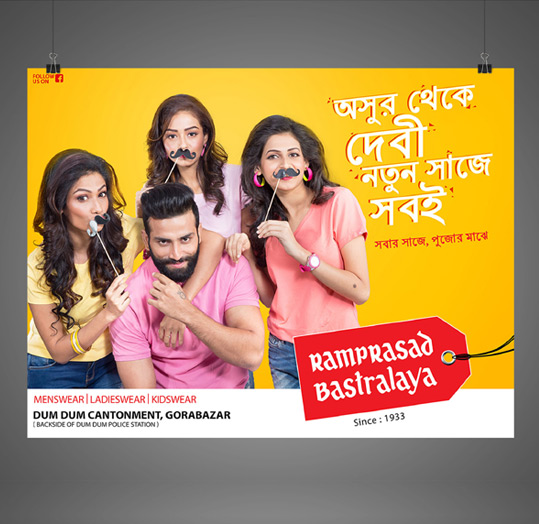 FOLLOW
US ON
অসুর থেকে
দেবী
নতুন সাজে
সবই
সবার সাজে, পুজোর মাঝে
Ramprasad
Bastralaya
Since : 1933
MENSWEAR | LADIESWEAR | KIDSWEAR
DUM DUM CANTONMENT, GORABAZAR
( BACKSIDE OF DUM DUM POLICE STATION )